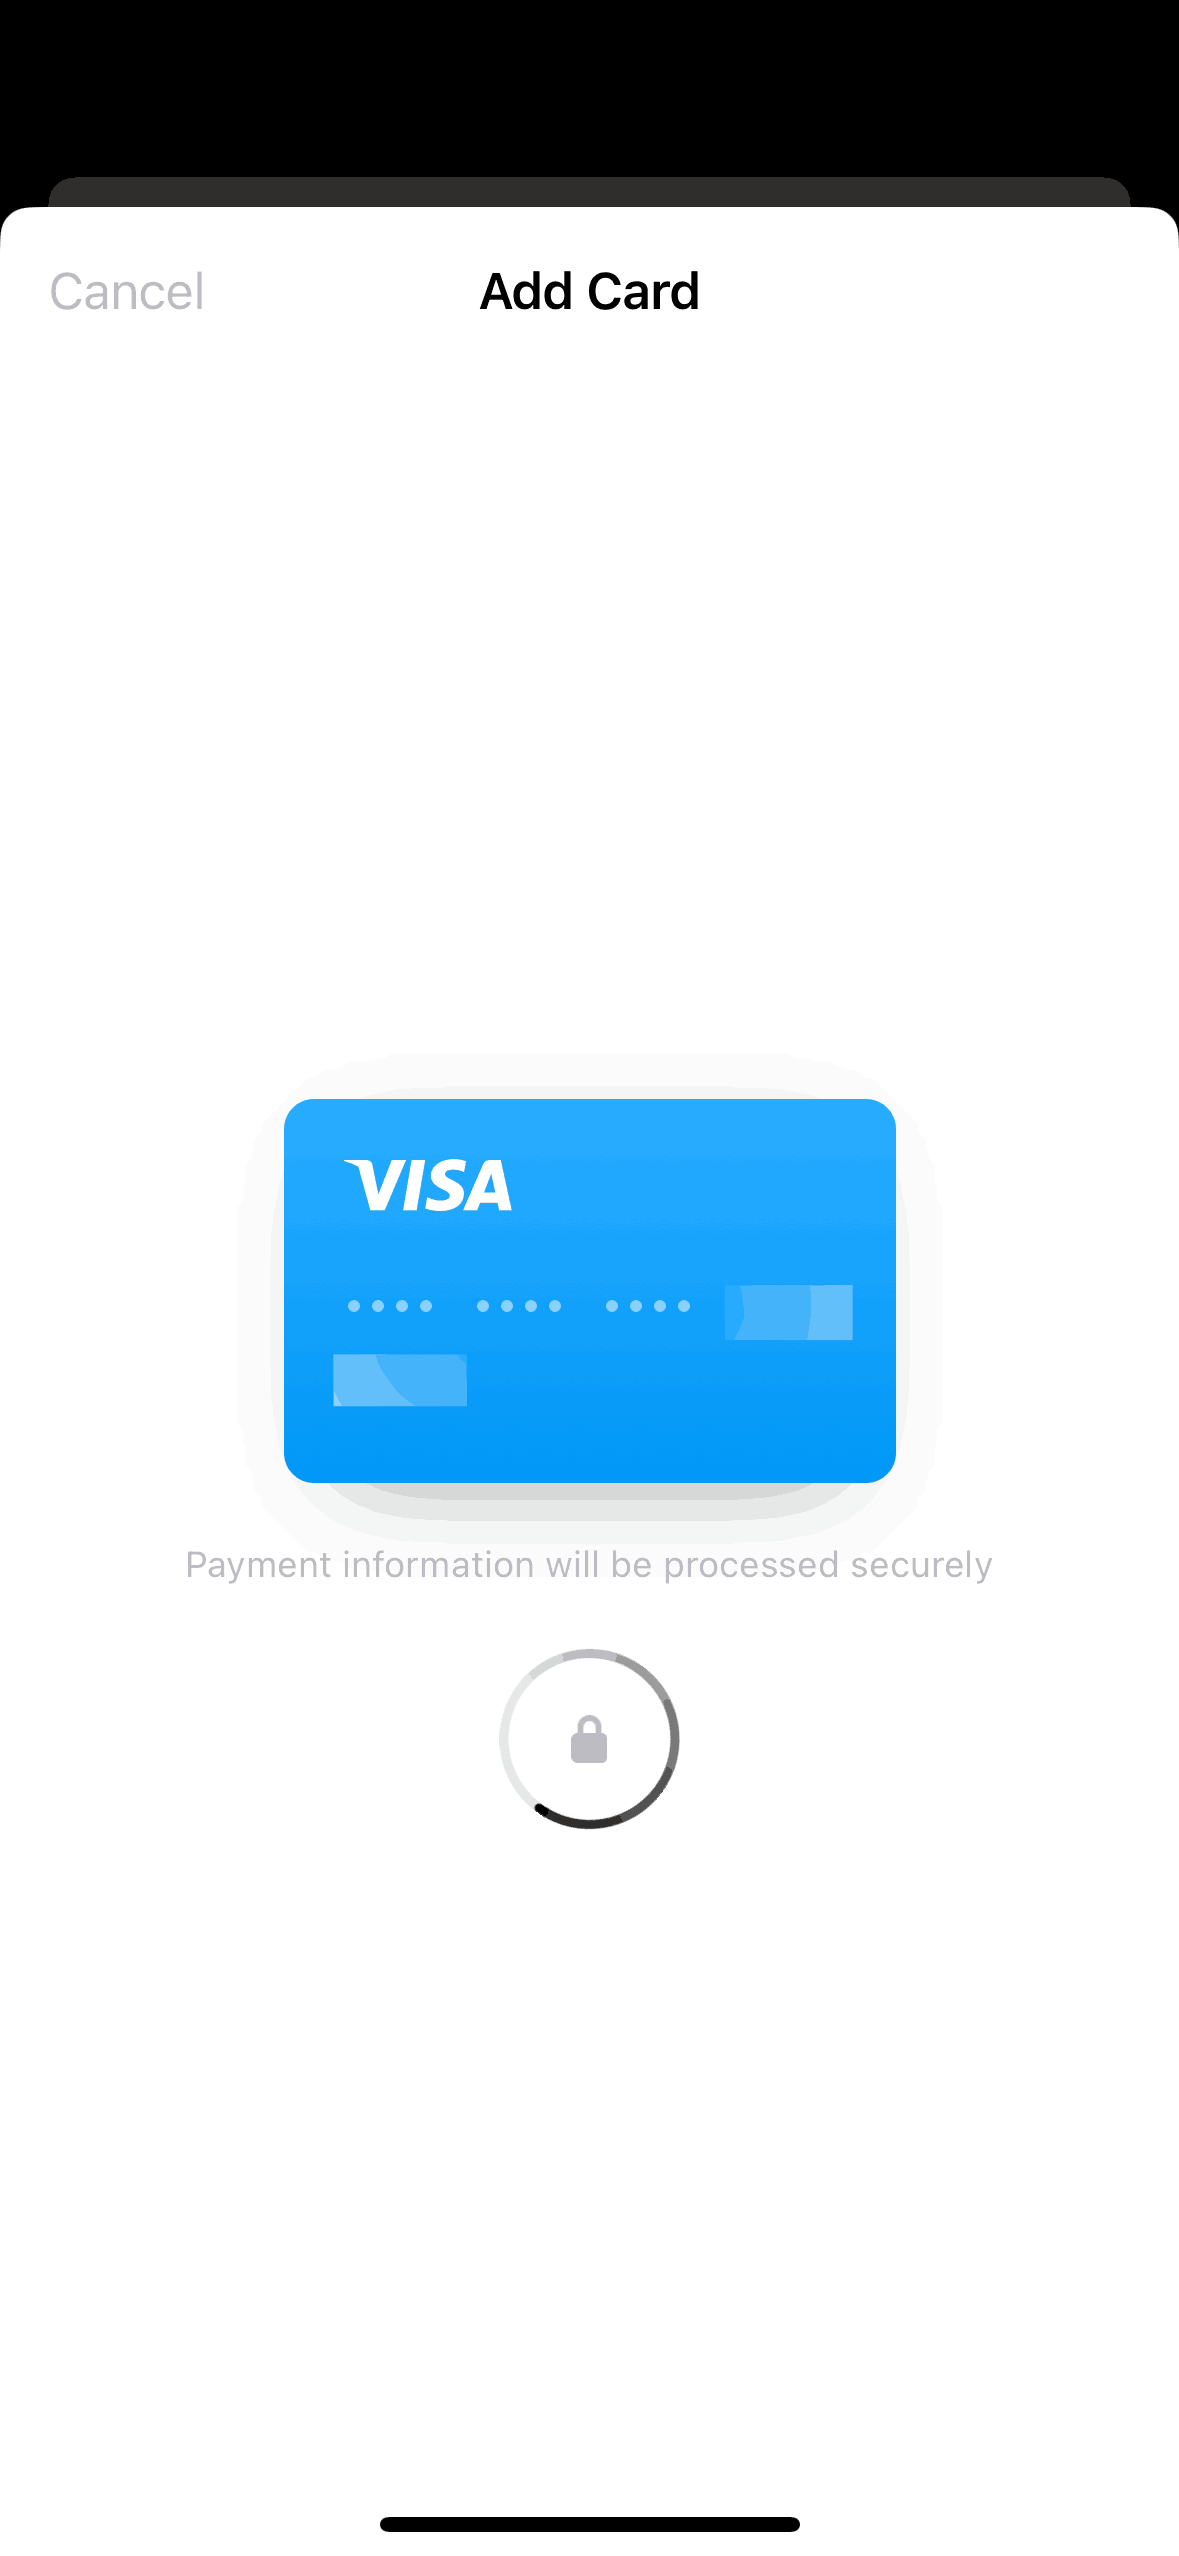 Cancel
Add Card
VISA
•••• •••• ••••
Payment information will be processed securely